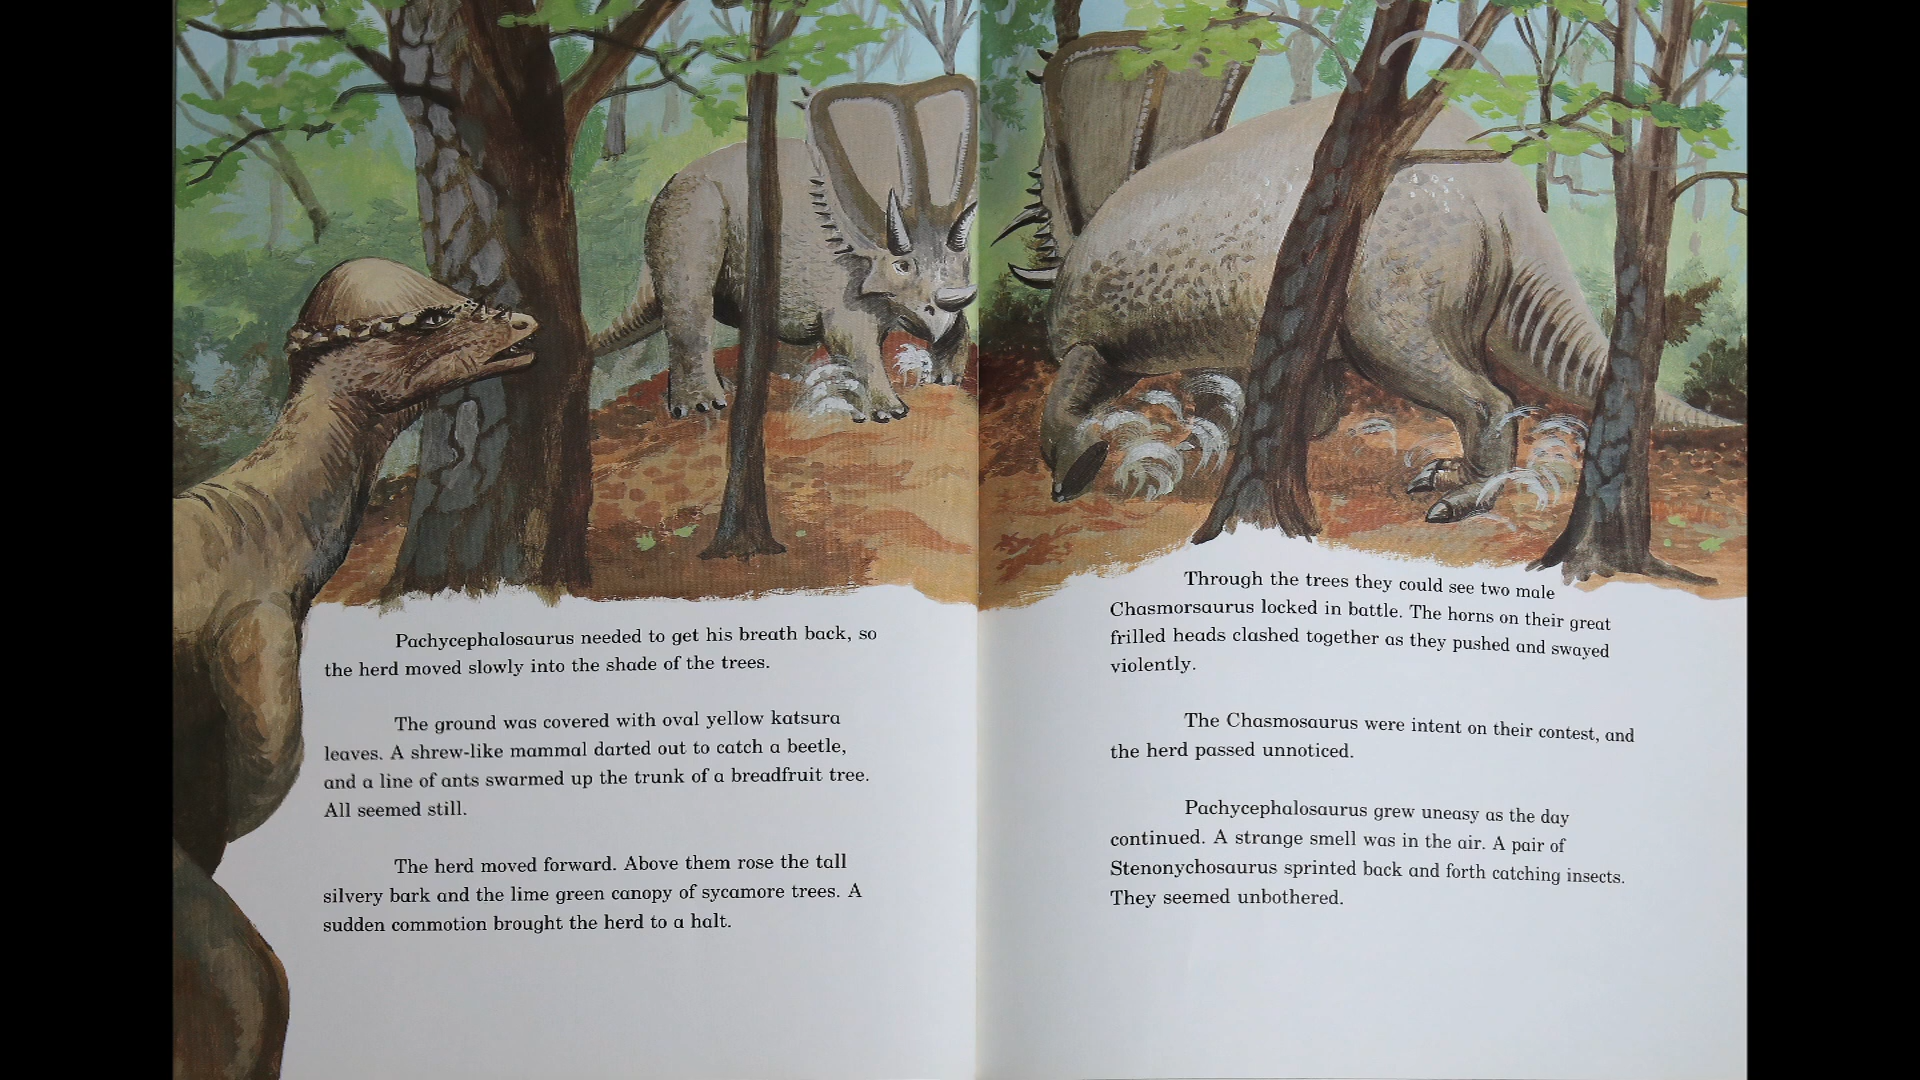 Pachycephalosaurus needed to get his breath back, so
the herd moved slowly into the shade of the trees.
The ground was covered with oval yellow katsura
leaves. A shrew-like mammal darted out to catch a beetle,
and a line of ants swarmed up the trunk of a breadfruit tree.
All seemed still.
The herd moved forward. Above them rose the tall
silvery bark and the lime green canopy of sycamore trees. A
sudden commotion brought the herd to a halt.
Through the trees they could see two male
Chasmorsaurus locked in battle. The horns on their great
frilled heads clashed together as they pushed and swayed
violently.
The Chasmosaurus were intent on their contest, and
the herd passed unnoticed.
Pachycephalosaurus grew uneasy as the day
continued. A strange smell was in the air. A pair of
Stenonychosaurus sprinted back and forth catching insects.
They seemed unbothered.